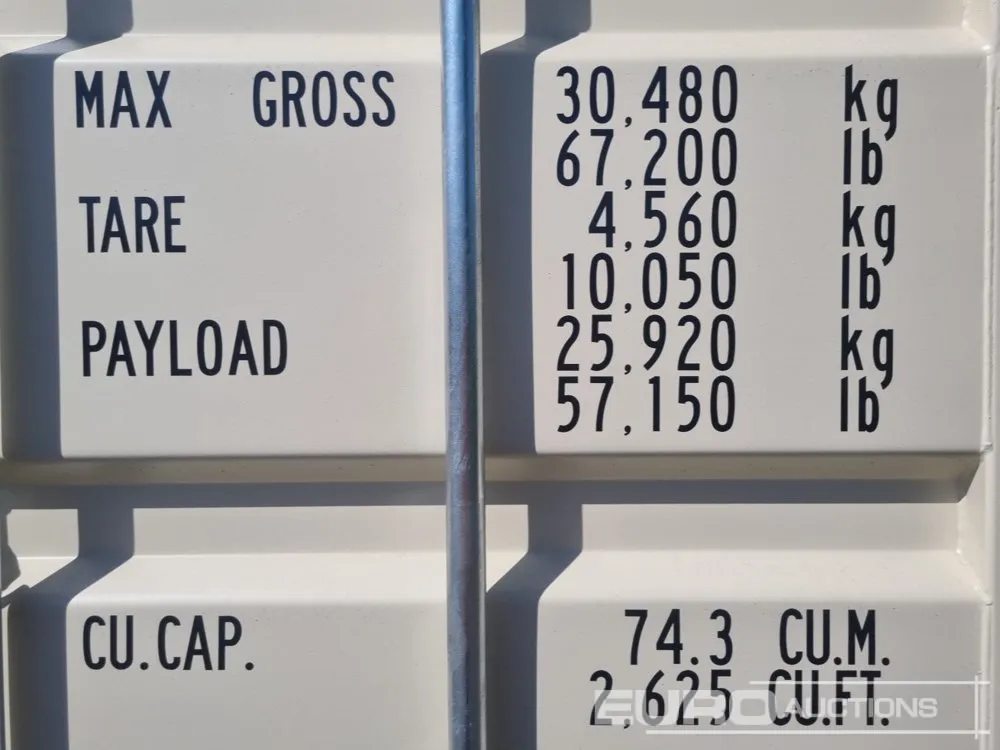 MAX GROSS 30,480 kg
67,200 lb
TARE 4,560 kg
10,050 lb
PAYLOAD 25,920 kg
57,150 lb
CU.CAP. 74.3 CU.M.
2,625 CU.FT.
EURO AUCTIONS